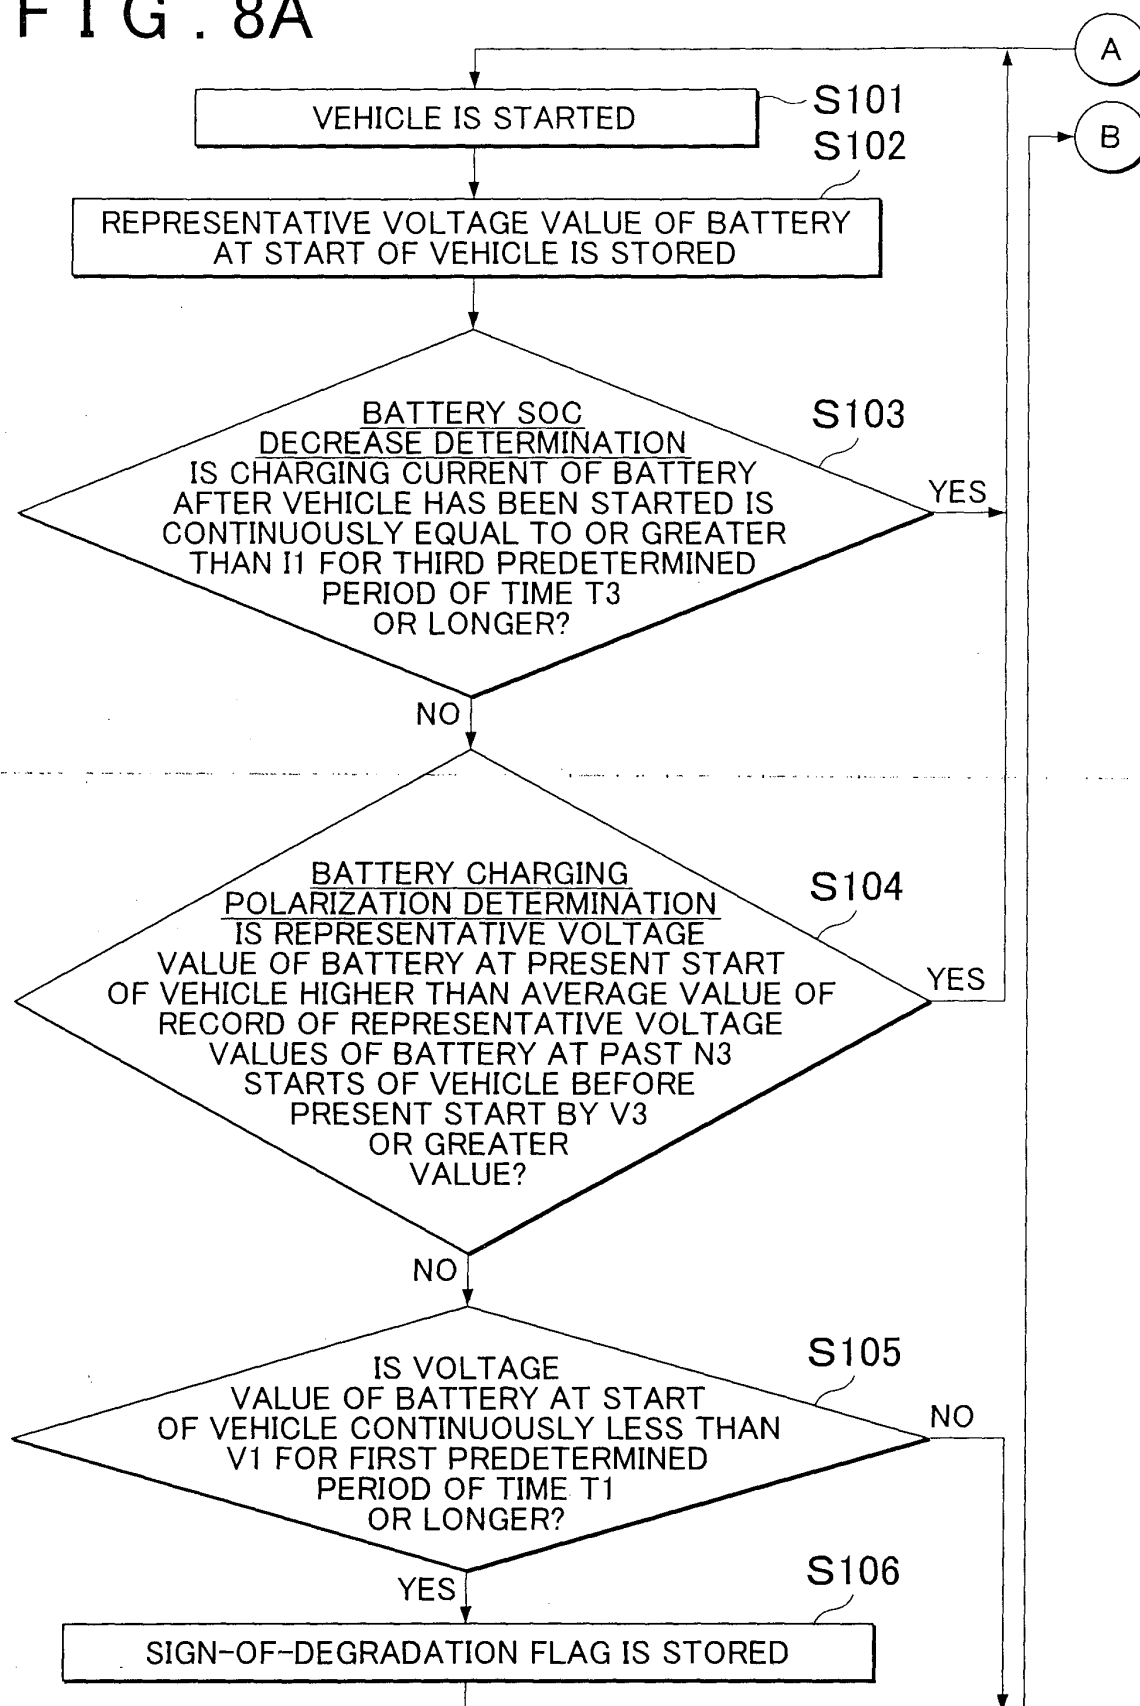 FIG. 8A
A
VEHICLE IS STARTED
S101
B
S102
REPRESENTATIVE VOLTAGE VALUE OF BATTERY
AT START OF VEHICLE IS STORED
S103
BATTERY SOC
DECREASE DETERMINATION
IS CHARGING CURRENT OF BATTERY
AFTER VEHICLE HAS BEEN STARTED IS
CONTINUOUSLY EQUAL TO OR GREATER
THAN I1 FOR THIRD PREDETERMINED
PERIOD OF TIME T3
OR LONGER?
YES
NO
S104
BATTERY CHARGING
POLARIZATION DETERMINATION
IS REPRESENTATIVE VOLTAGE
VALUE OF BATTERY AT PRESENT START
OF VEHICLE HIGHER THAN AVERAGE VALUE OF
RECORD OF REPRESENTATIVE VOLTAGE
VALUES OF BATTERY AT PAST N3
STARTS OF VEHICLE BEFORE
PRESENT START BY V3
OR GREATER
VALUE?
YES
NO
S105
IS VOLTAGE
VALUE OF BATTERY AT START
OF VEHICLE CONTINUOUSLY LESS THAN
V1 FOR FIRST PREDETERMINED
PERIOD OF TIME T1
OR LONGER?
NO
YES
S106
SIGN-OF-DEGRADATION FLAG IS STORED